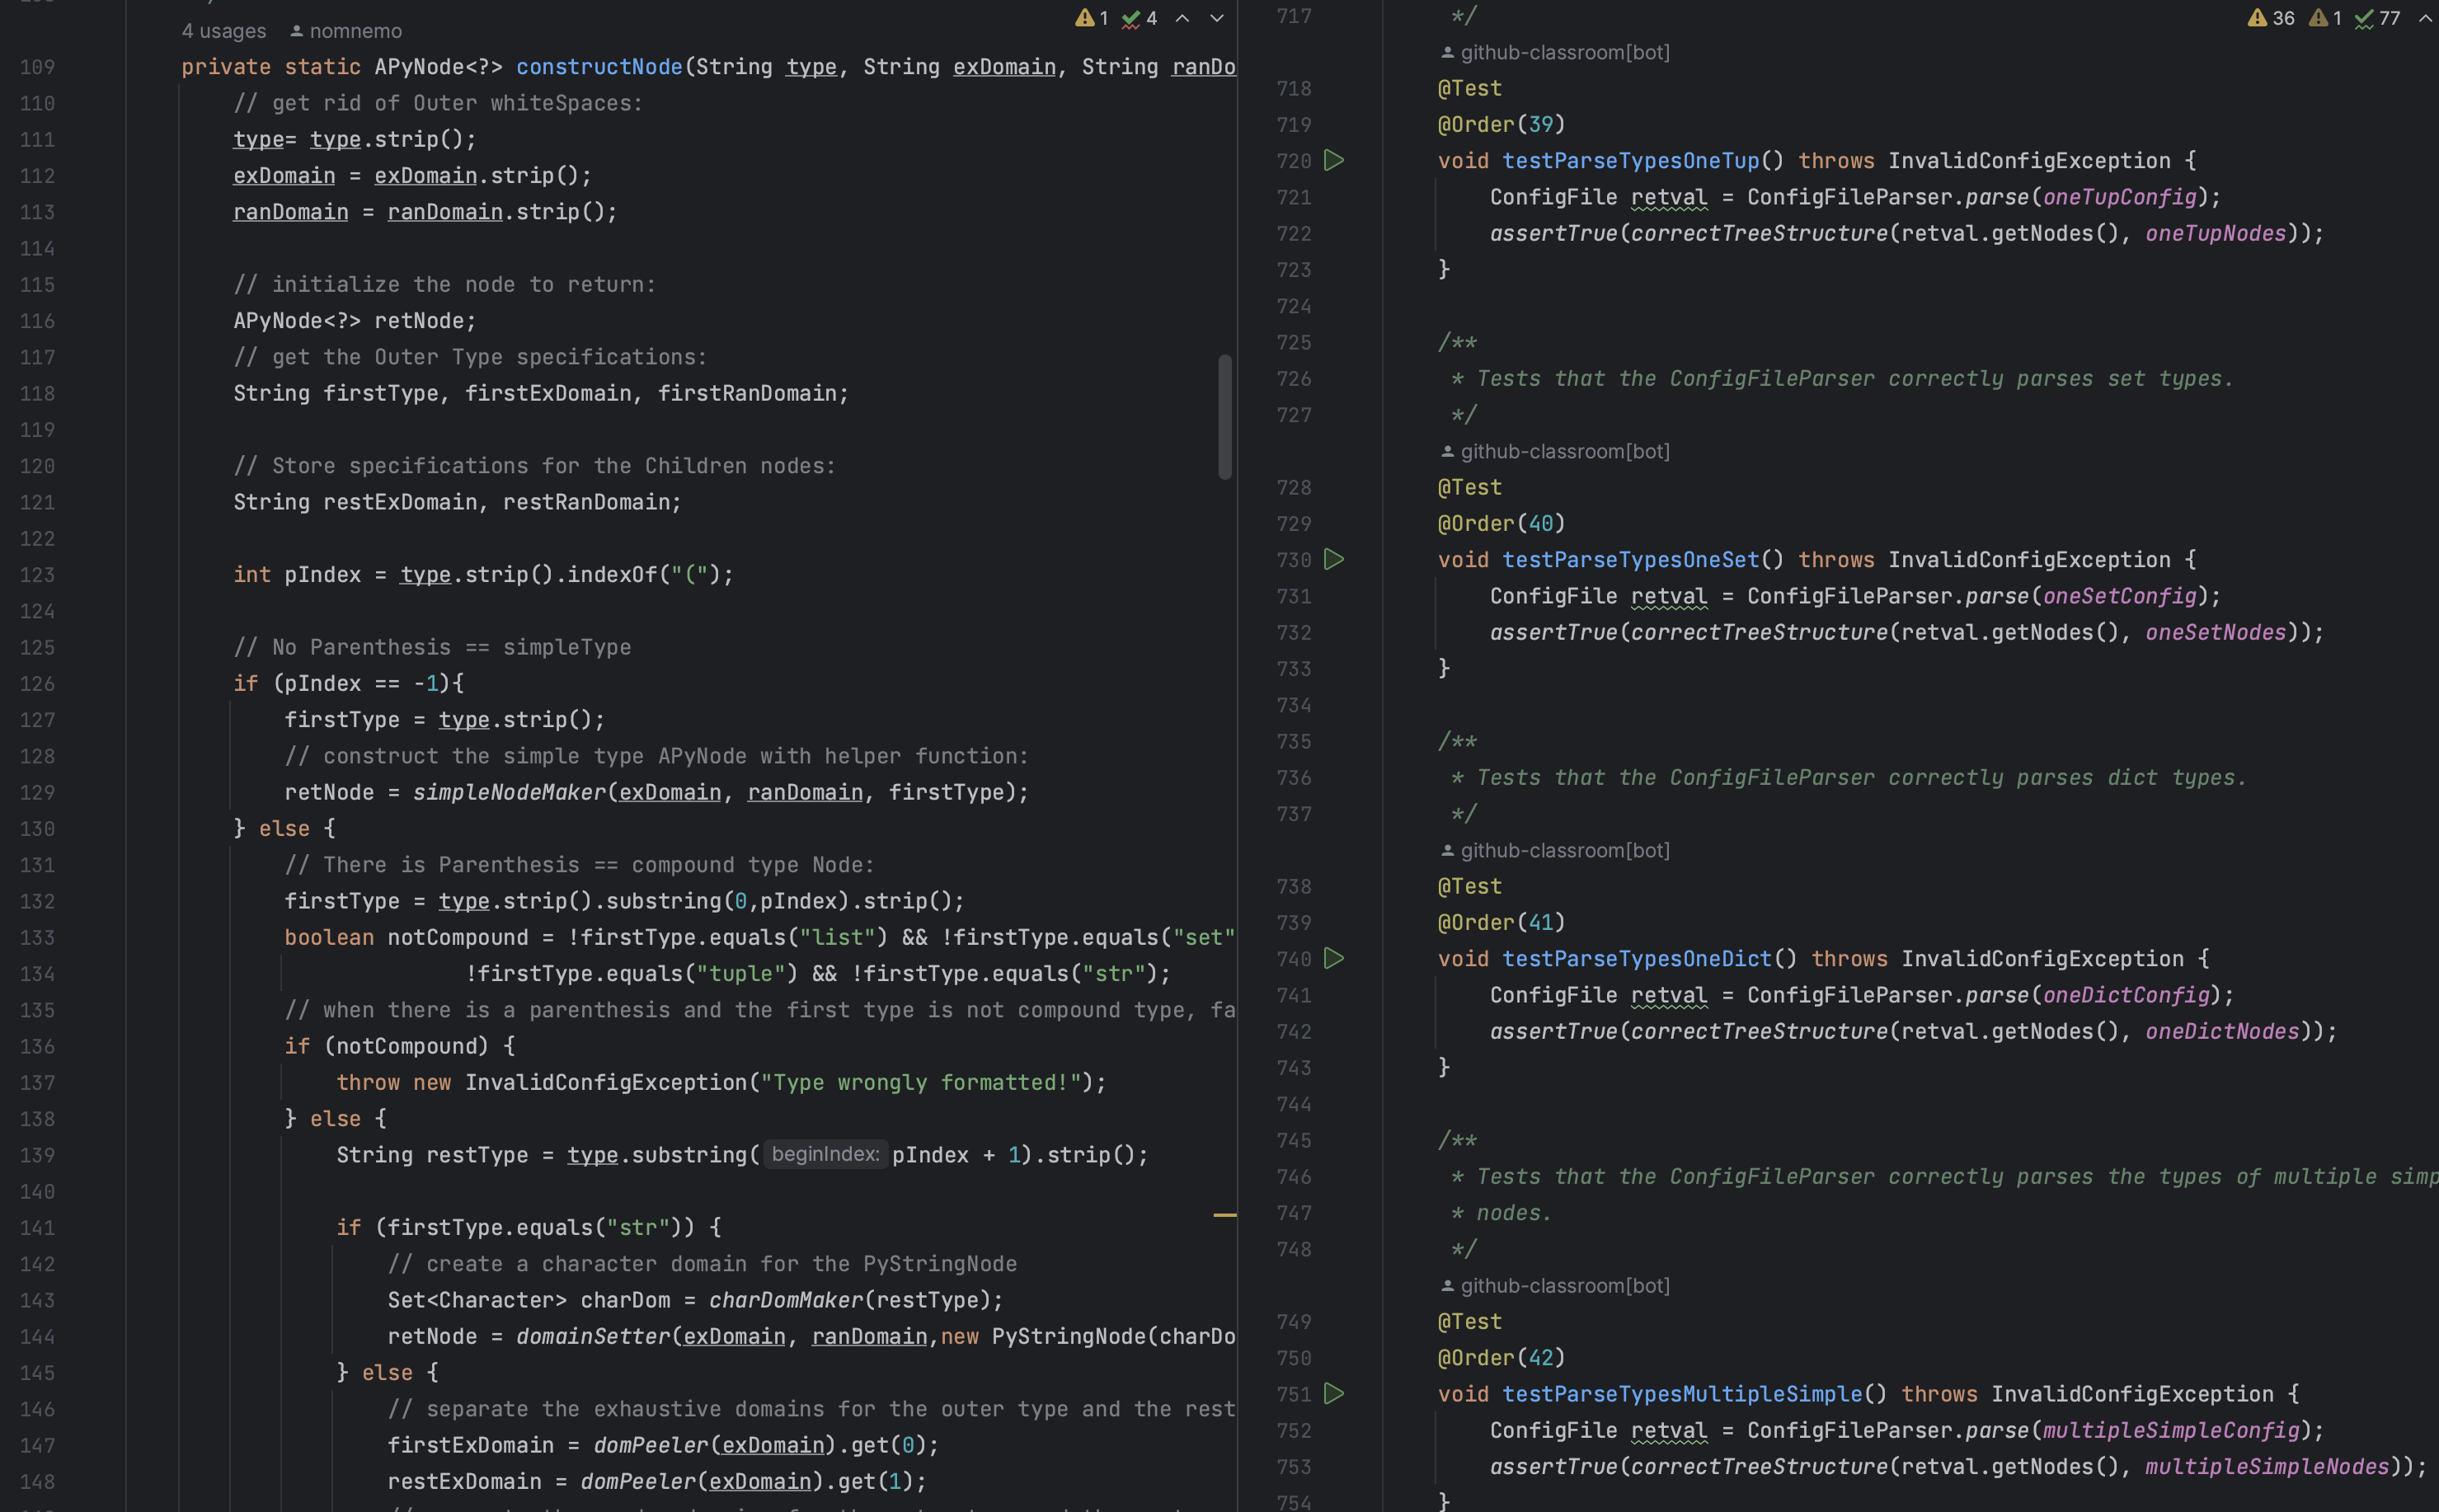 4 usages nomnemo
1 4
109 private static APyNode<?> constructNode(String type, String exDomain, String ranDo
110 // get rid of Outer whiteSpaces:
111 type= type.strip();
112 exDomain = exDomain.strip();
113 ranDomain = ranDomain.strip();
114
115 // initialize the node to return:
116 APyNode<?> retNode;
117 // get the Outer Type specifications:
118 String firstType, firstExDomain, firstRanDomain;
119
120 // Store specifications for the Children nodes:
121 String restExDomain, restRanDomain;
122
123 int pIndex = type.strip().indexOf("(");
124
125 // No Parenthesis == simpleType
126 if (pIndex == -1){
127 firstType = type.strip();
128 // construct the simple type APyNode with helper function:
129 retNode = simpleNodeMaker(exDomain, ranDomain, firstType);
130 } else {
131 // There is Parenthesis == compound type Node:
132 firstType = type.strip().substring(0,pIndex).strip();
133 boolean notCompound = !firstType.equals("list") && !firstType.equals("set"
134 !firstType.equals("tuple") && !firstType.equals("str");
135 // when there is a parenthesis and the first type is not compound type, fa
136 if (notCompound) {
137 throw new InvalidConfigException("Type wrongly formatted!");
138 } else {
139 String restType = type.substring( beginIndex: pIndex + 1).strip();
140
141 if (firstType.equals("str")) {
142 // create a character domain for the PyStringNode
143 Set<Character> charDom = charDomMaker(restType);
144 retNode = domainSetter(exDomain, ranDomain,new PyStringNode(charDo
145 } else {
146 // separate the exhaustive domains for the outer type and the rest
147 firstExDomain = domPeeler(exDomain).get(0);
148 restExDomain = domPeeler(exDomain).get(1);
36 1 77
717 */
github-classroom[bot]
718 @Test
719 @Order(39)
720 void testParseTypesOneTup() throws InvalidConfigException {
721 ConfigFile retval = ConfigFileParser.parse(oneTupConfig);
722 assertTrue(correctTreeStructure(retval.getNodes(), oneTupNodes));
723 }
724
725 /**
726 * Tests that the ConfigFileParser correctly parses set types.
727 */
github-classroom[bot]
728 @Test
729 @Order(40)
730 void testParseTypesOneSet() throws InvalidConfigException {
731 ConfigFile retval = ConfigFileParser.parse(oneSetConfig);
732 assertTrue(correctTreeStructure(retval.getNodes(), oneSetNodes));
733 }
734
735 /**
736 * Tests that the ConfigFileParser correctly parses dict types.
737 */
github-classroom[bot]
738 @Test
739 @Order(41)
740 void testParseTypesOneDict() throws InvalidConfigException {
741 ConfigFile retval = ConfigFileParser.parse(oneDictConfig);
742 assertTrue(correctTreeStructure(retval.getNodes(), oneDictNodes));
743 }
744
745 /**
746 * Tests that the ConfigFileParser correctly parses the types of multiple simp
747 * nodes.
748 */
github-classroom[bot]
749 @Test
750 @Order(42)
751 void testParseTypesMultipleSimple() throws InvalidConfigException {
752 ConfigFile retval = ConfigFileParser.parse(multipleSimpleConfig);
753 assertTrue(correctTreeStructure(retval.getNodes(), multipleSimpleNodes));
754 }